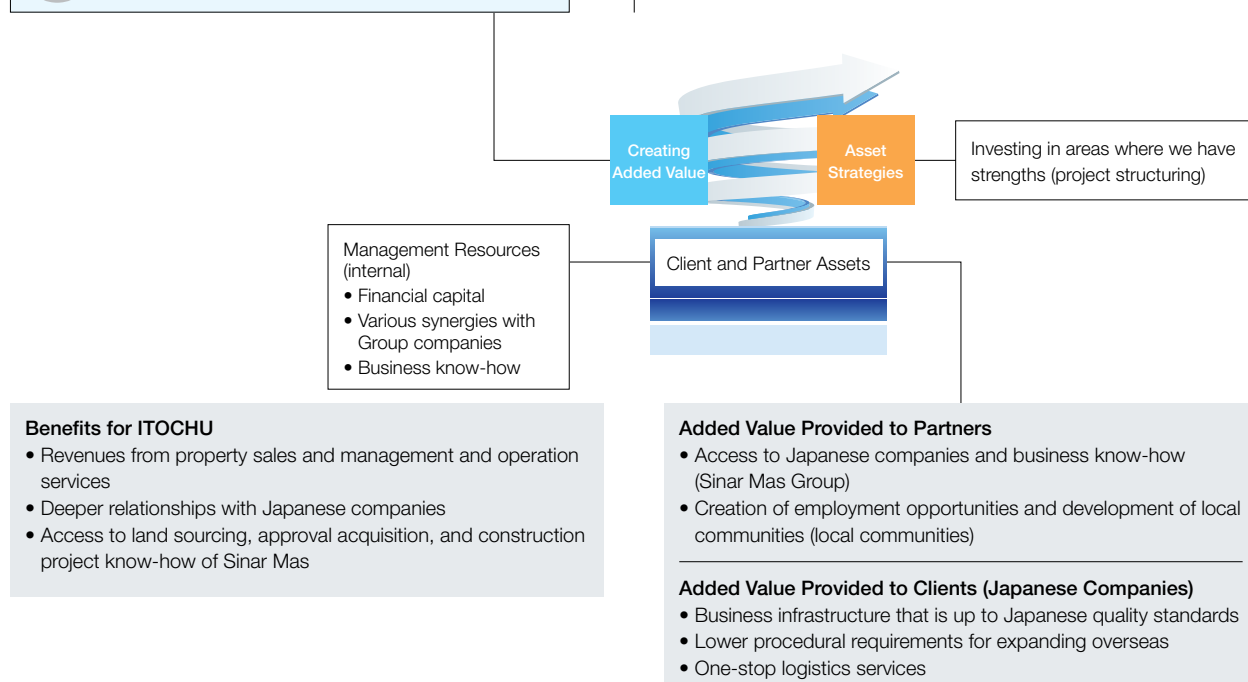 Creating
Added Value
Asset
Strategies
Investing in areas where we have
strengths (project structuring)
Management Resources
(internal)
• Financial capital
• Various synergies with
Group companies
• Business know-how
Client and Partner Assets
Benefits for ITOCHU
• Revenues from property sales and management and operation
services
• Deeper relationships with Japanese companies
• Access to land sourcing, approval acquisition, and construction
project know-how of Sinar Mas
Added Value Provided to Partners
• Access to Japanese companies and business know-how
(Sinar Mas Group)
• Creation of employment opportunities and development of local
communities (local communities)
Added Value Provided to Clients (Japanese Companies)
• Business infrastructure that is up to Japanese quality standards
• Lower procedural requirements for expanding overseas
• One-stop logistics services